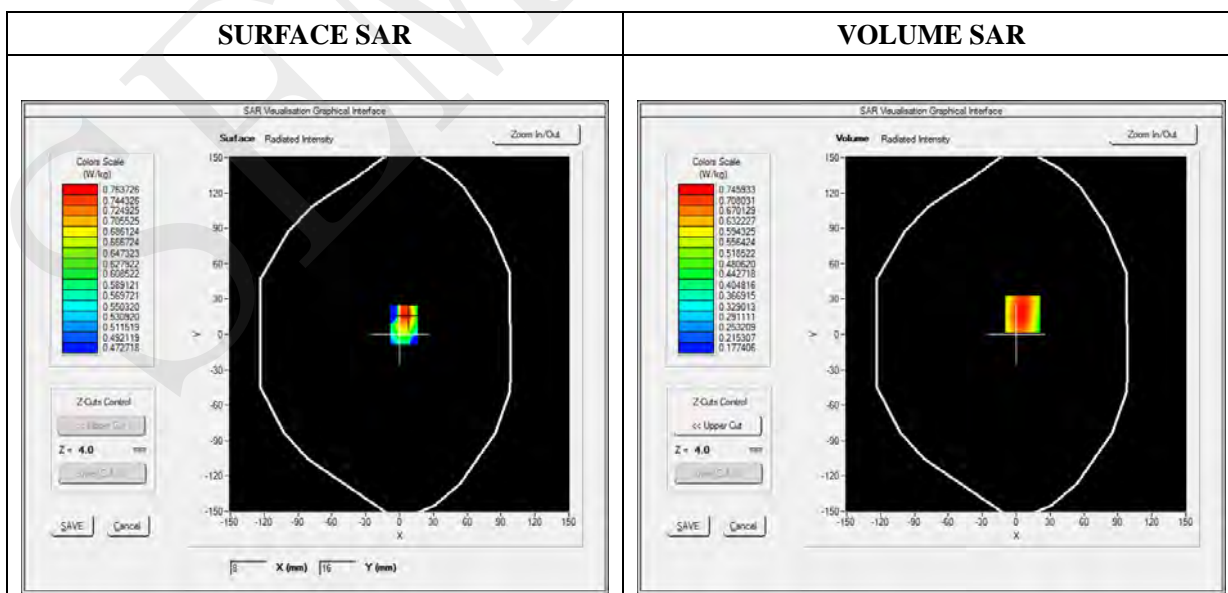 SURFACE SAR
VOLUME SAR
SAR Visualisation Graphical Interface
Surface Radiated Intensity
Zoom In/Out
Colors Scale
(W/kg)
0.763726
0.744326
0.724925
0.705525
0.686124
0.666724
0.647323
0.627922
0.608522
0.589121
0.569721
0.550320
0.530920
0.511519
0.492119
0.472718
150
120
90
60
30
0
-30
-60
-90
-120
-150
Y
-150 -120 -90 -60 -30 0 30 60 90 120 150
X
Z-Cuts Control
<< Upper Cut
Z = 4.0 mm
SAVE Cancel
8 X (mm) 16 Y (mm)
SAR Visualisation Graphical Interface
Volume Radiated Intensity
Zoom In/Out
Colors Scale
(W/kg)
0.745933
0.708031
0.670129
0.632227
0.594325
0.556424
0.518522
0.480620
0.442718
0.404816
0.366915
0.329013
0.291111
0.253209
0.215307
0.177406
150
120
90
60
30
0
-30
-60
-90
-120
-150
Y
-150 -120 -90 -60 -30 0 30 60 90 120 150
X
Z-Cuts Control
<< Upper Cut
Z = 4.0 mm
SAVE Cancel